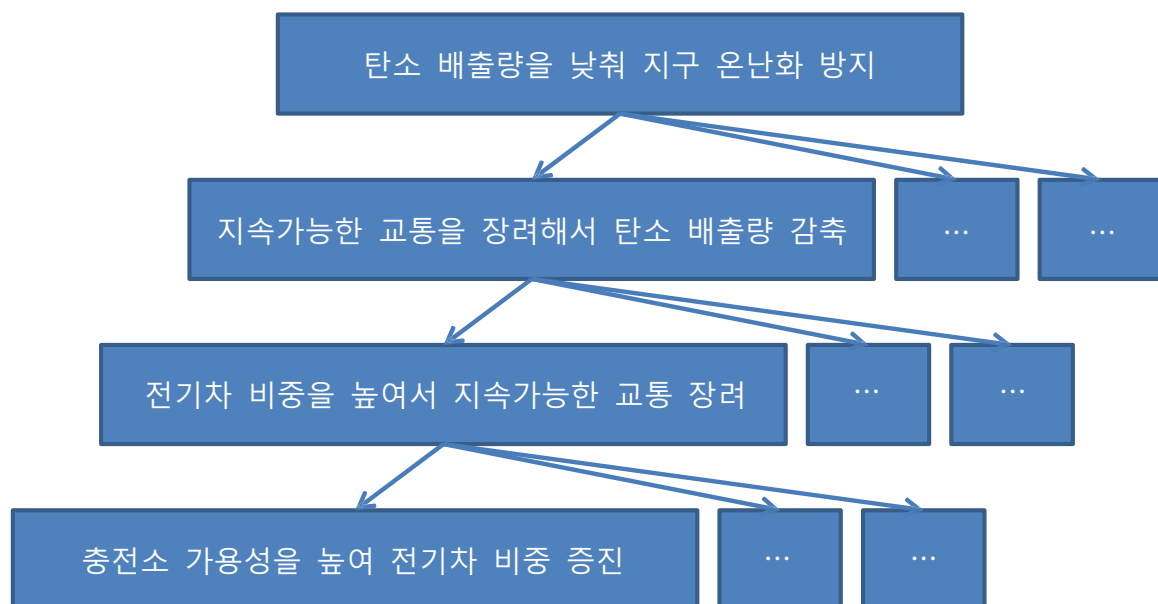 탄소 배출량을 낮춰 지구 온난화 방지
지속가능한 교통을 장려해서 탄소 배출량 감축
…
…
전기차 비중을 높여서 지속가능한 교통 장려
…
…
충전소 가용성을 높여 전기차 비중 증진
…
…